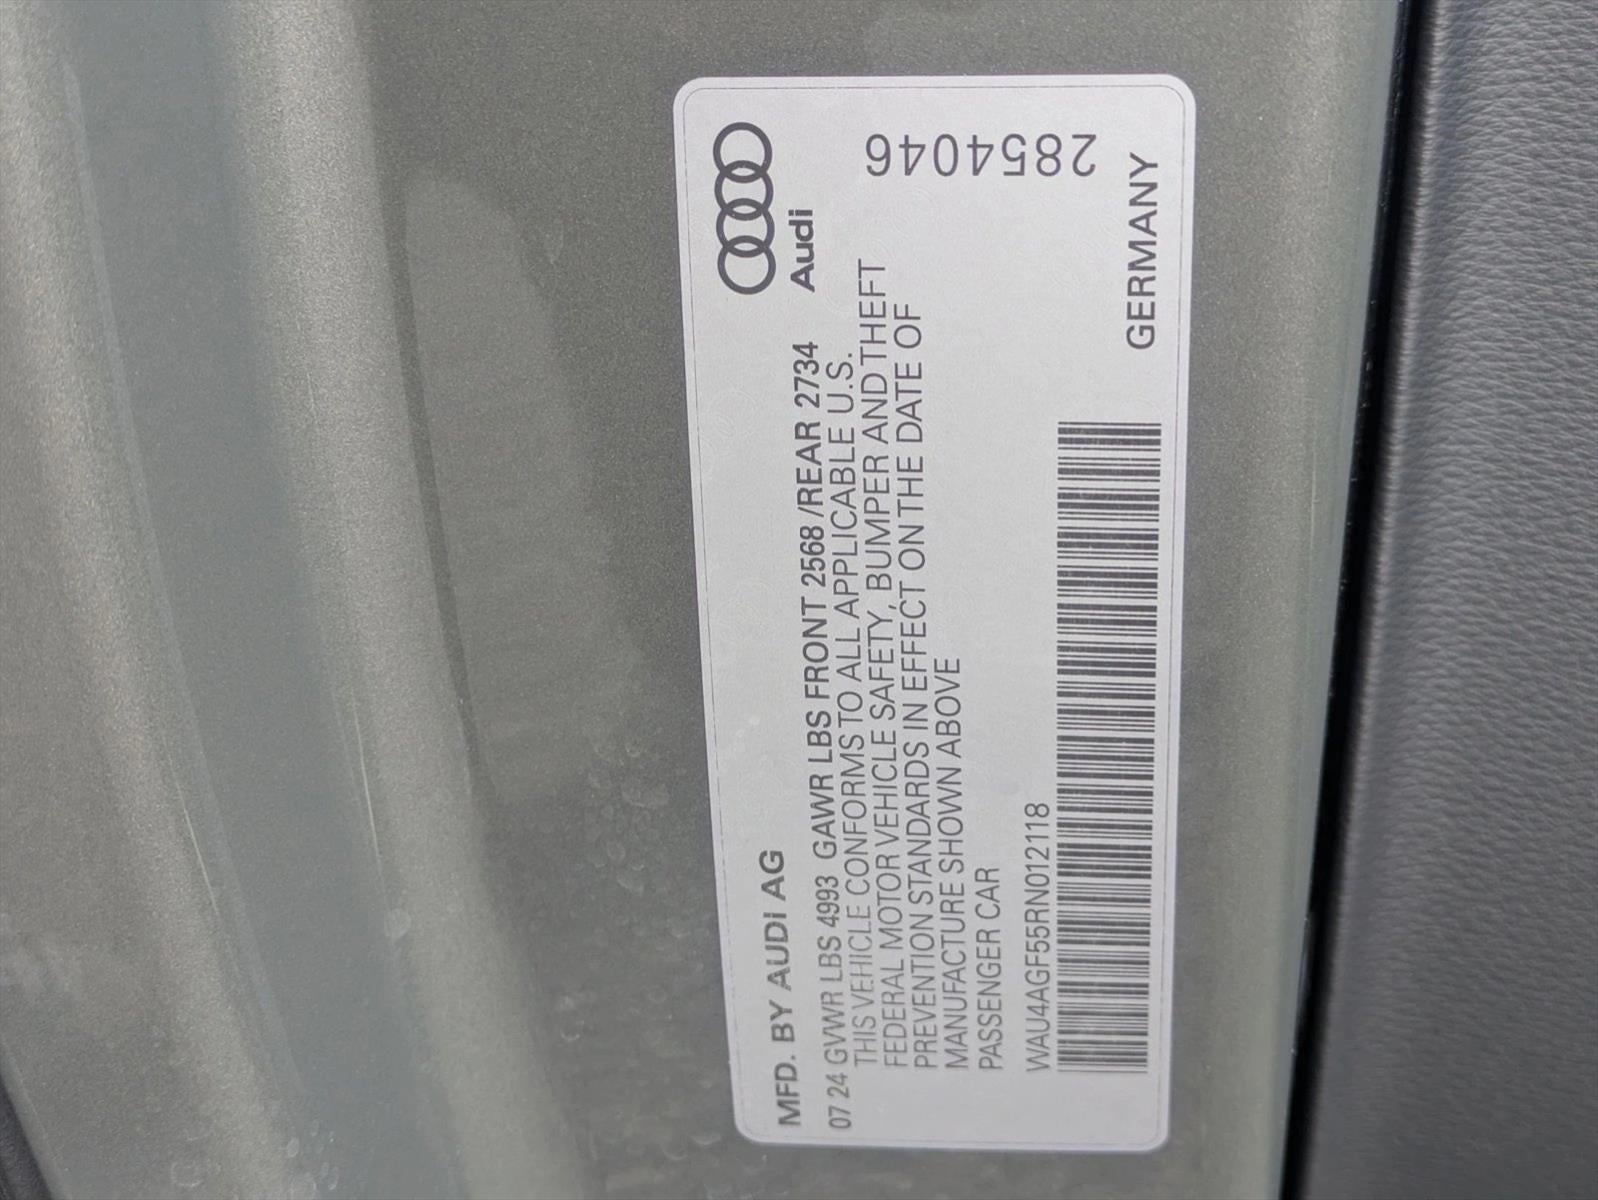 MFD. BY AUDI AG
Audi
07 24 GVWR LBS 4993 GAWR LBS FRONT 2568 /REAR 2734
THIS VEHICLE CONFORMS TO ALL APPLICABLE U.S.
FEDERAL MOTOR VEHICLE SAFETY, BUMPER AND THEFT
PREVENTION STANDARDS IN EFFECT ON THE DATE OF
MANUFACTURE SHOWN ABOVE
PASSENGER CAR
WAU4AGF55RN012118
GERMANY
2854046